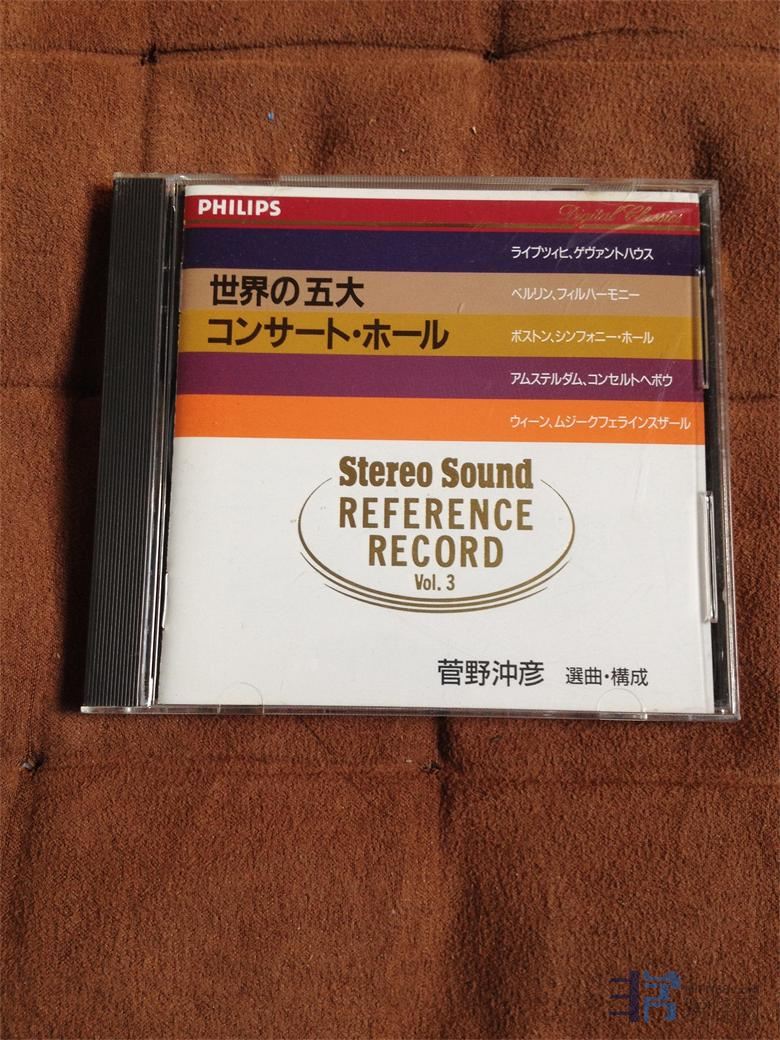 PHILIPS
Digital Classics
ライプツィヒ、ゲヴァントハウス
世界の五大
コンサート・ホール
ベルリン、フィルハーモニー
ボストン、シンフォニー・ホール
アムステルダム、コンセルトヘボウ
ウィーン、ムジークフェラインスザール
Stereo Sound
REFERENCE
RECORD
Vol. 3
菅野沖彦 選曲・構成